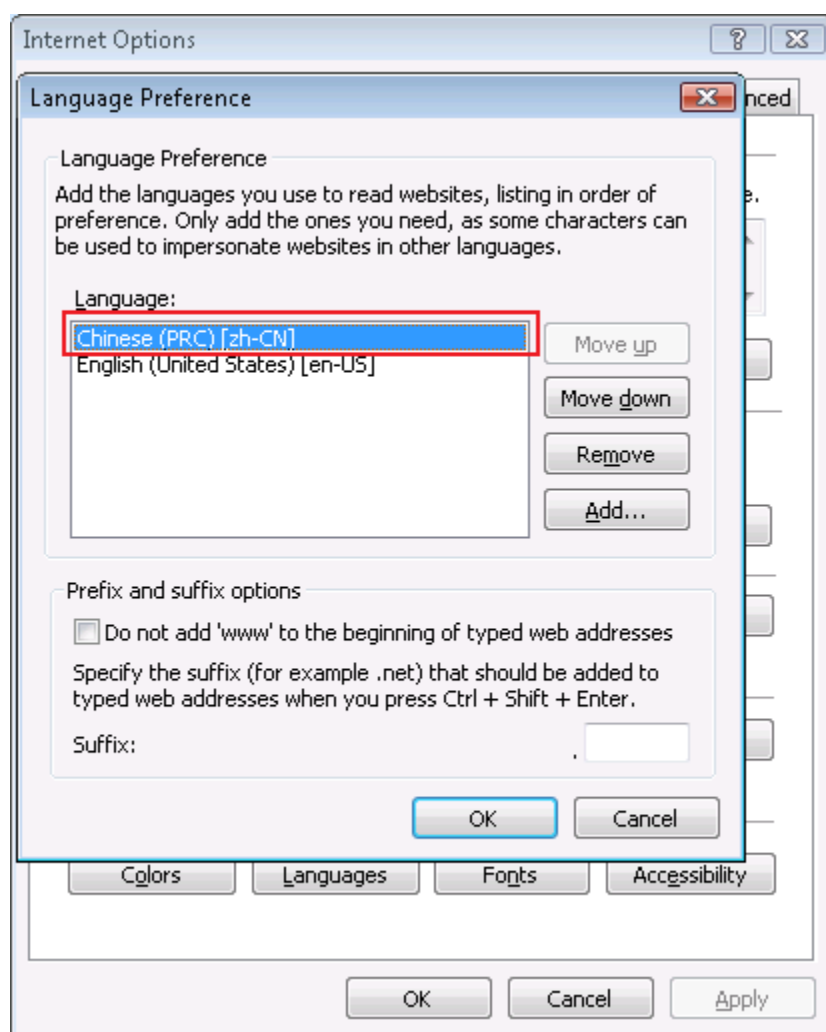 Internet Options
Language Preference
nced
Language Preference
Add the languages you use to read websites, listing in order of
e.
preference. Only add the ones you need, as some characters can
be used to impersonate websites in other languages.
Language:
Chinese (PRC) [zh-CN]
Move up
English (United States) [en-US]
Move down
Remove
Add...
Prefix and suffix options
Do not add 'www' to the beginning of typed web addresses
Specify the suffix (for example .net) that should be added to
typed web addresses when you press Ctrl + Shift + Enter.
Suffix: .
OK Cancel
Colors Languages Fonts Accessibility
OK Cancel Apply